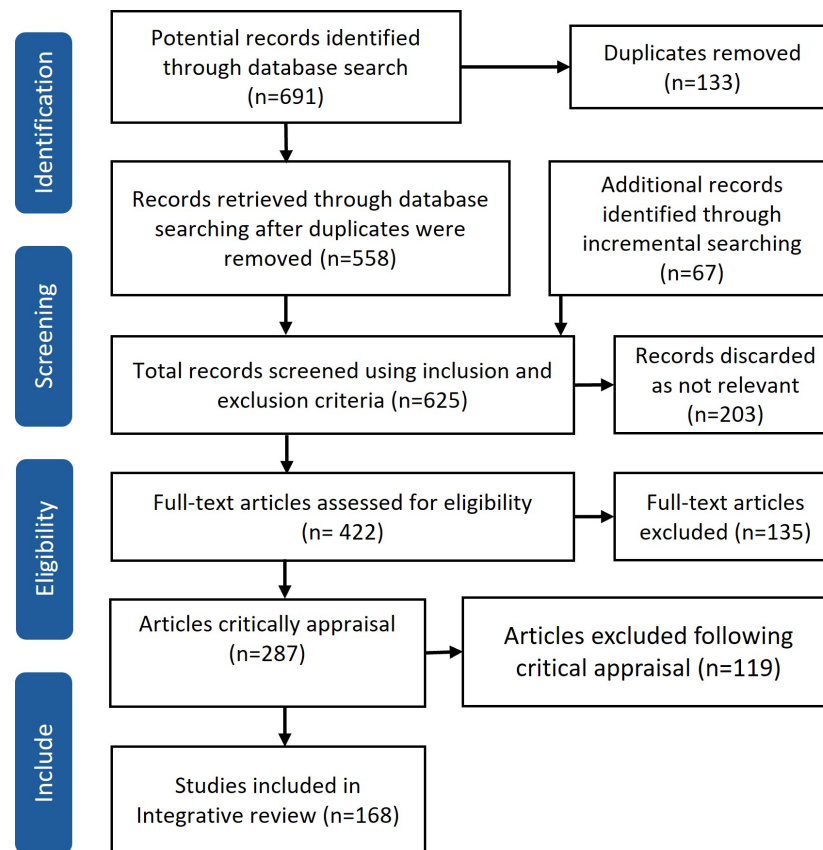 Identification
Potential records identified
through database search
(n=691)
Duplicates removed
(n=133)
Records retrieved through database
searching after duplicates were
removed (n=558)
Additional records
identified through
incremental searching
(n=67)
Screening
Total records screened using inclusion and
exclusion criteria (n=625)
Records discarded
as not relevant
(n=203)
Eligibility
Full-text articles assessed for eligibility
(n= 422)
Full-text articles
excluded (n=135)
Articles critically appraisal
(n=287)
Articles excluded following
critical appraisal (n=119)
Include
Studies included in
Integrative review (n=168)